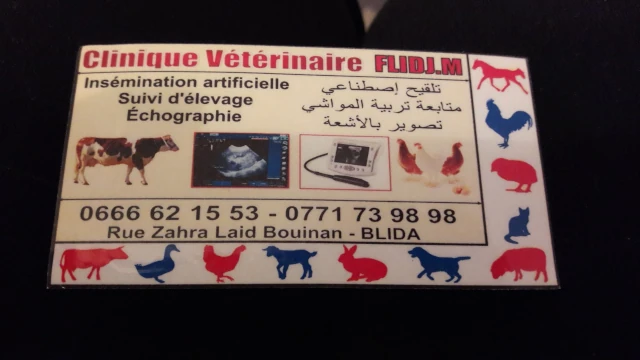 Clinique Vétérinaire FLIDJ.M
Insémination artificielle
Suivi d'élevage
Échographie
تلقيح إصطناعي
متابعة تربية المواشي
تصوير بالأشعة
0666 62 15 53 - 0771 73 98 98
Rue Zahra Laid Bouinan - BLIDA